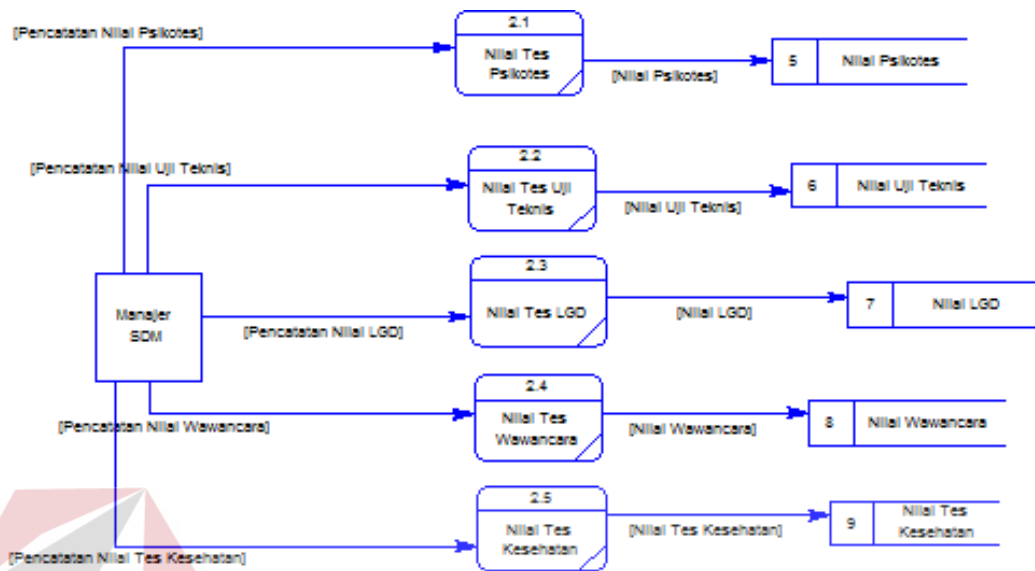 [Pencatatan Nilai Psikotes]
2.1
Nilai Tes
Psikotes
[Nilai Psikotes]
5
Nilai Psikotes
[Pencatatan Nilai Uji Teknis]
2.2
Nilai Tes Uji
Teknis
[Nilai Uji Teknis]
6
Nilai Uji Teknis
Manajer
SDM
[Pencatatan Nilai LGD]
2.3
Nilai Tes LGD
[Nilai LGD]
7
Nilai LGD
[Pencatatan Nilai Wawancara]
2.4
Nilai Tes
Wawancara
[Nilai Wawancara]
8
Nilai Wawancara
[Pencatatan Nilai Tes Kesehatan]
2.5
Nilai Tes
Kesehatan
[Nilai Tes Kesehatan]
9
Nilai Tes
Kesehatan